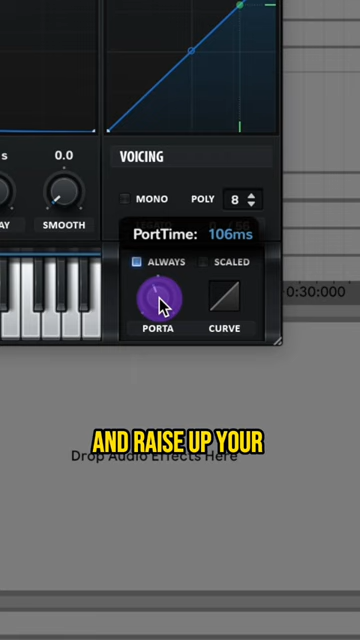 s
0.0
VOICING
MONO
POLY
8
AY
SMOOTH
PortTime: 106ms
ALWAYS
SCALED
0:30:000
PORTA
CURVE
AND RAISE UP YOUR
Drop Audio Effects Here